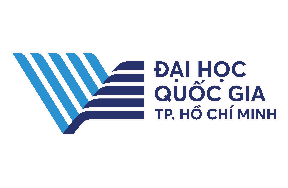 ĐẠI HỌC
QUỐC GIA
TP. HỒ CHÍ MINH